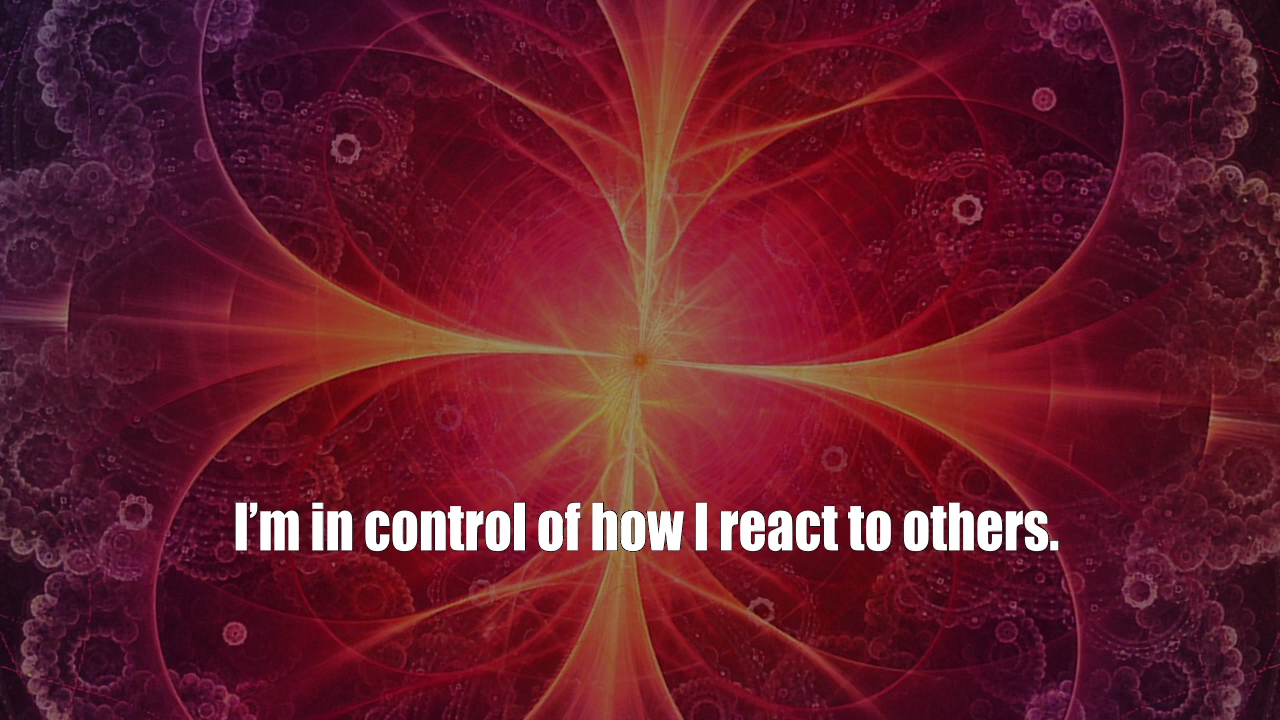 I’m in control of how I react to others.